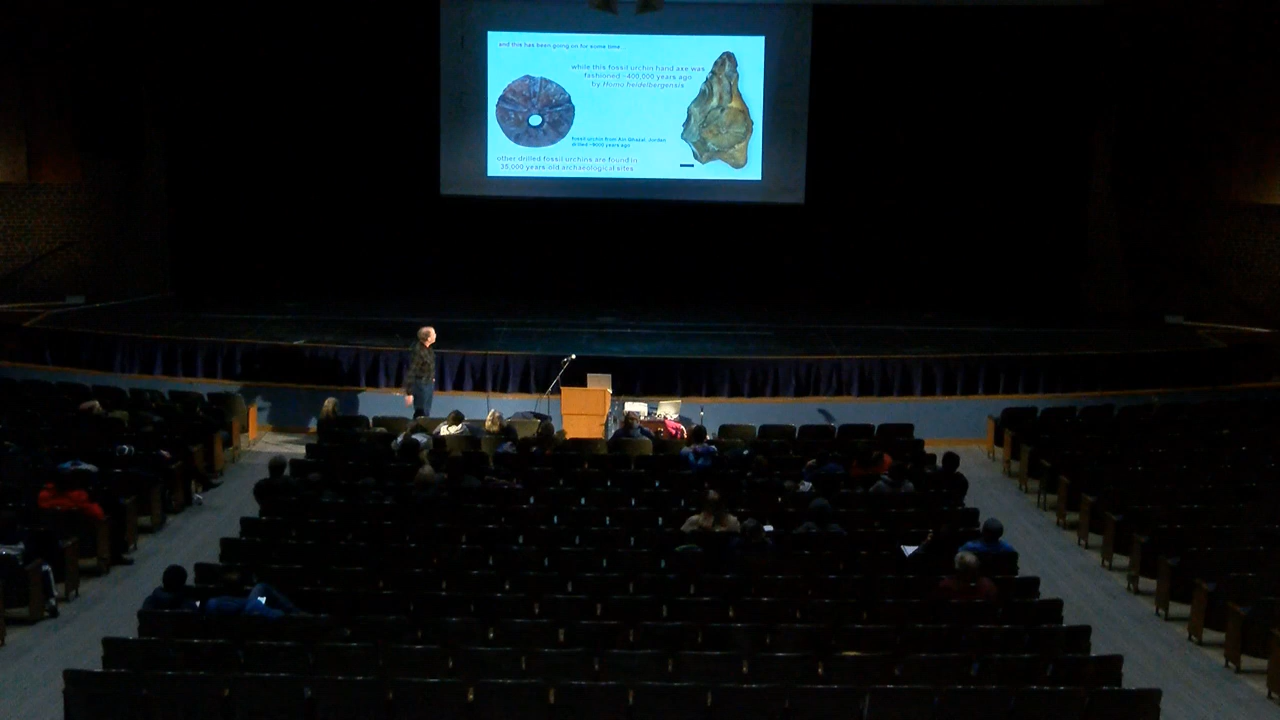 and this has been going on for some time
while this fossil urchin hand axe was
fashioned ~400,000 years ago
by Homo heidelbergensis
fossil urchin from Ain Ghazal, Jordan
drilled ~9000 years ago
other drilled fossil urchins are found in
35,000 years old archaeological sites